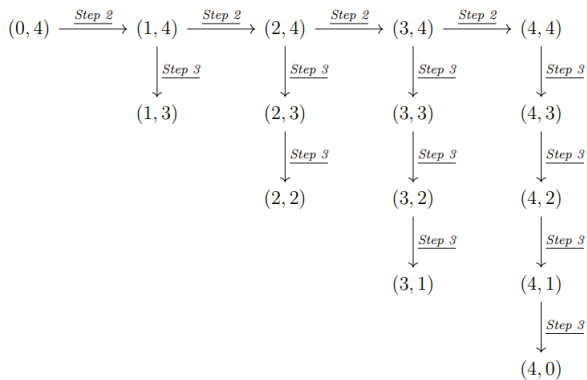 Step 2 Step 2 Step 2 Step 2
(0, 4) (1, 4) (2, 4) (3, 4) (4, 4)
Step 3 Step 3 Step 3 Step 3
(1, 3) (2, 3) (3, 3) (4, 3)
Step 3 Step 3 Step 3
(2, 2) (3, 2) (4, 2)
Step 3 Step 3
(3, 1) (4, 1)
Step 3
(4, 0)